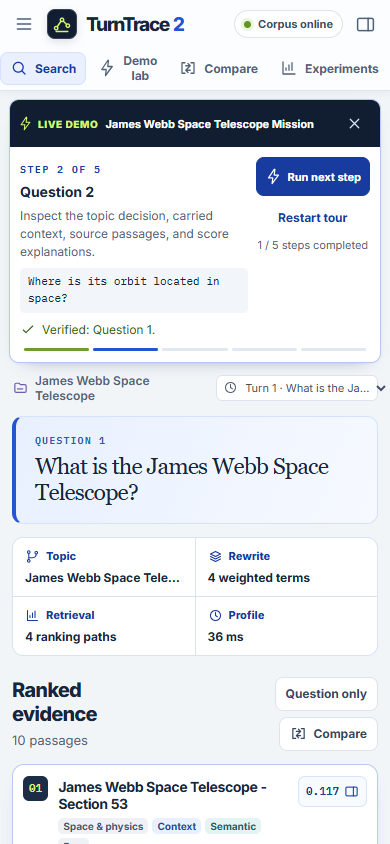 TurnTrace 2
Corpus online
Search
Demo
lab
Compare
Experiments
LIVE DEMO James Webb Space Telescope Mission
STEP 2 OF 5
Run next step
Question 2
Inspect the topic decision, carried
context, source passages, and score
explanations.
Restart tour
1 / 5 steps completed
Where is its orbit located in
space?
Verified: Question 1.
James Webb Space
Telescope
Turn 1 · What is the Ja...
QUESTION 1
What is the James Webb Space
Telescope?
Topic
James Webb Space Tele...
Rewrite
4 weighted terms
Retrieval
4 ranking paths
Profile
36 ms
Ranked
evidence
10 passages
Question only
Compare
01
James Webb Space Telescope -
Section 53
0.117
Space & physics
Context
Semantic